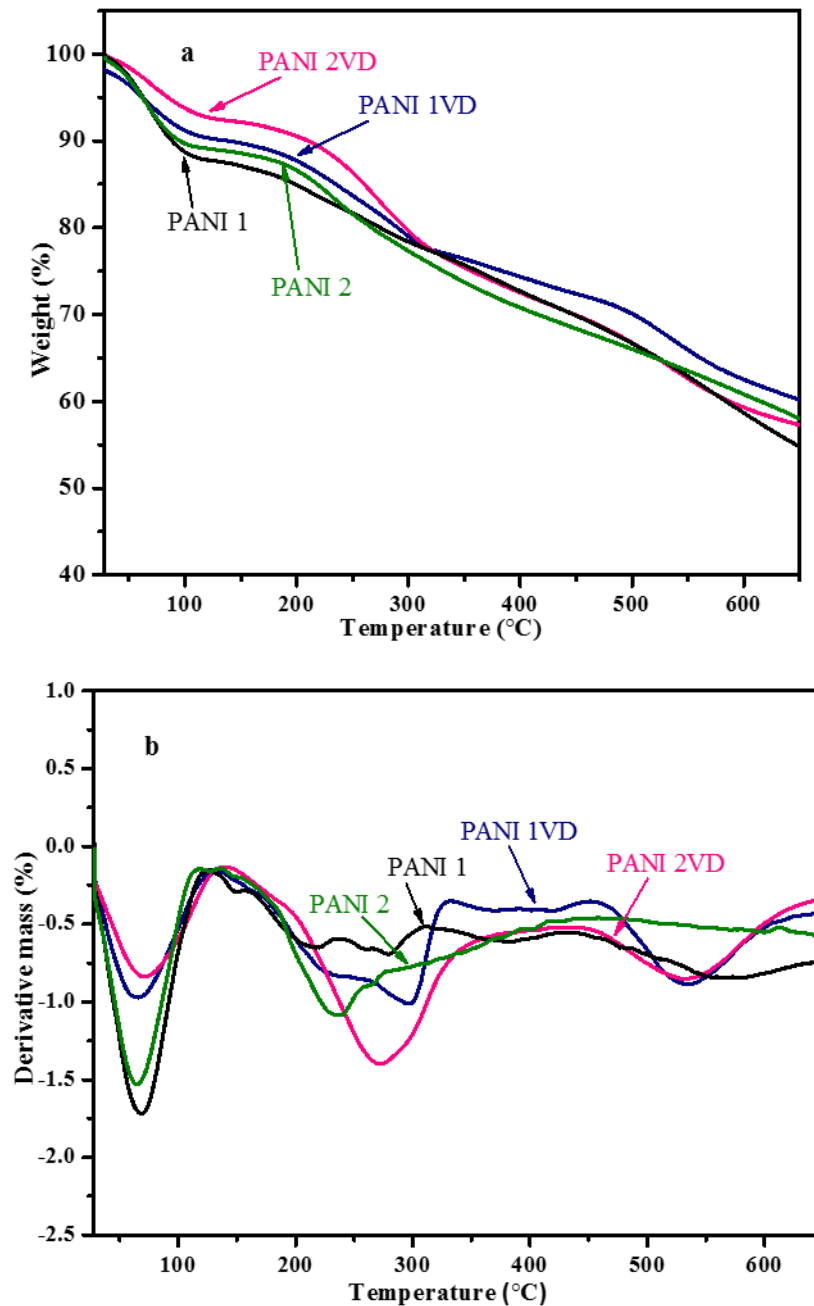 a
PANI 2VD
PANI 1VD
PANI 1
PANI 2
Weight (%)
100
90
80
70
60
50
40
100
200
300
400
500
600
Temperature (°C)
b
PANI 1VD
PANI 1
PANI 2VD
PANI 2
Derivative mass (%)
1.0
0.5
0.0
-0.5
-1.0
-1.5
-2.0
-2.5
100
200
300
400
500
600
Temperature (°C)